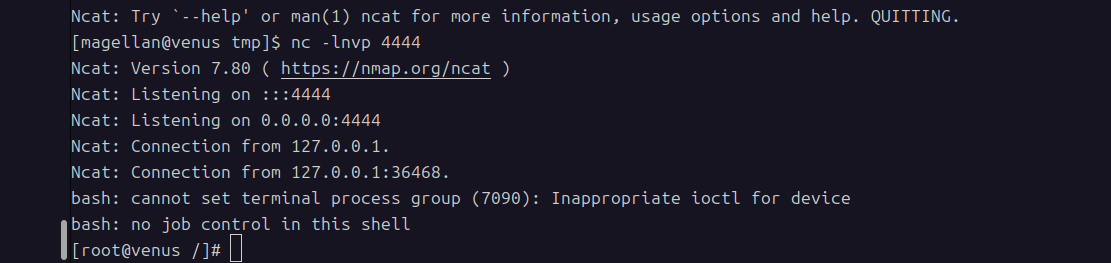 Ncat: Try `--help' or man(1) ncat for more information, usage options and help. QUITTING.
[magellan@venus tmp]$ nc -lnvp 4444
Ncat: Version 7.80 ( https://nmap.org/ncat )
Ncat: Listening on :::4444
Ncat: Listening on 0.0.0.0:4444
Ncat: Connection from 127.0.0.1.
Ncat: Connection from 127.0.0.1:36468.
bash: cannot set terminal process group (7090): Inappropriate ioctl for device
bash: no job control in this shell
[root@venus /]#